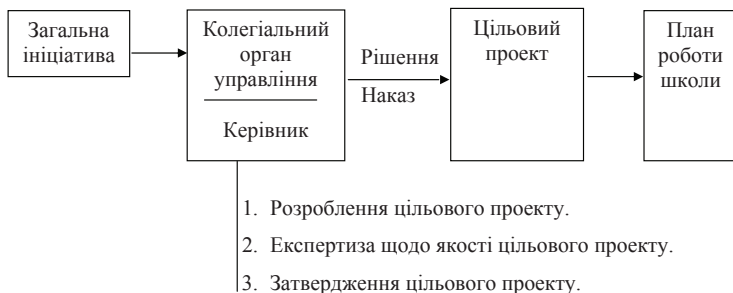 Загальна
ініціатива
Колегіальний
орган
управління
Керівник
Рішення
Наказ
Цільовий
проект
План
роботи
школи
1. Розроблення цільового проекту.
2. Експертиза щодо якості цільового проекту.
3. Затвердження цільового проекту.